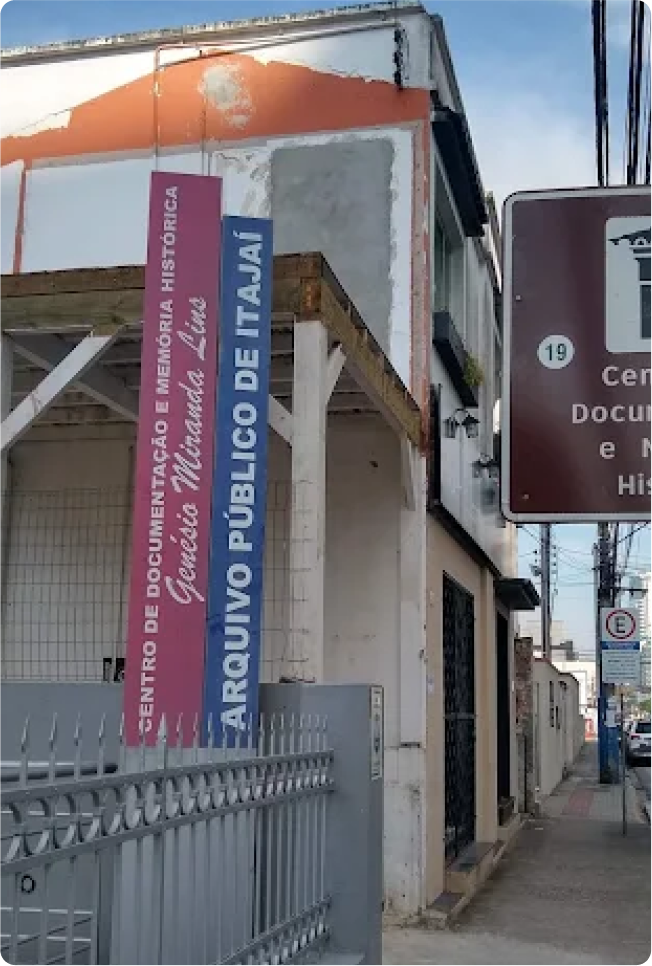 CENTRO DE DOCUMENTAÇÃO E MEMÓRIA HISTÓRICA
Genésio Miranda Lins
ARQUIVO PÚBLICO DE ITAJAÍ
19
Cen
Docum
e
His
E